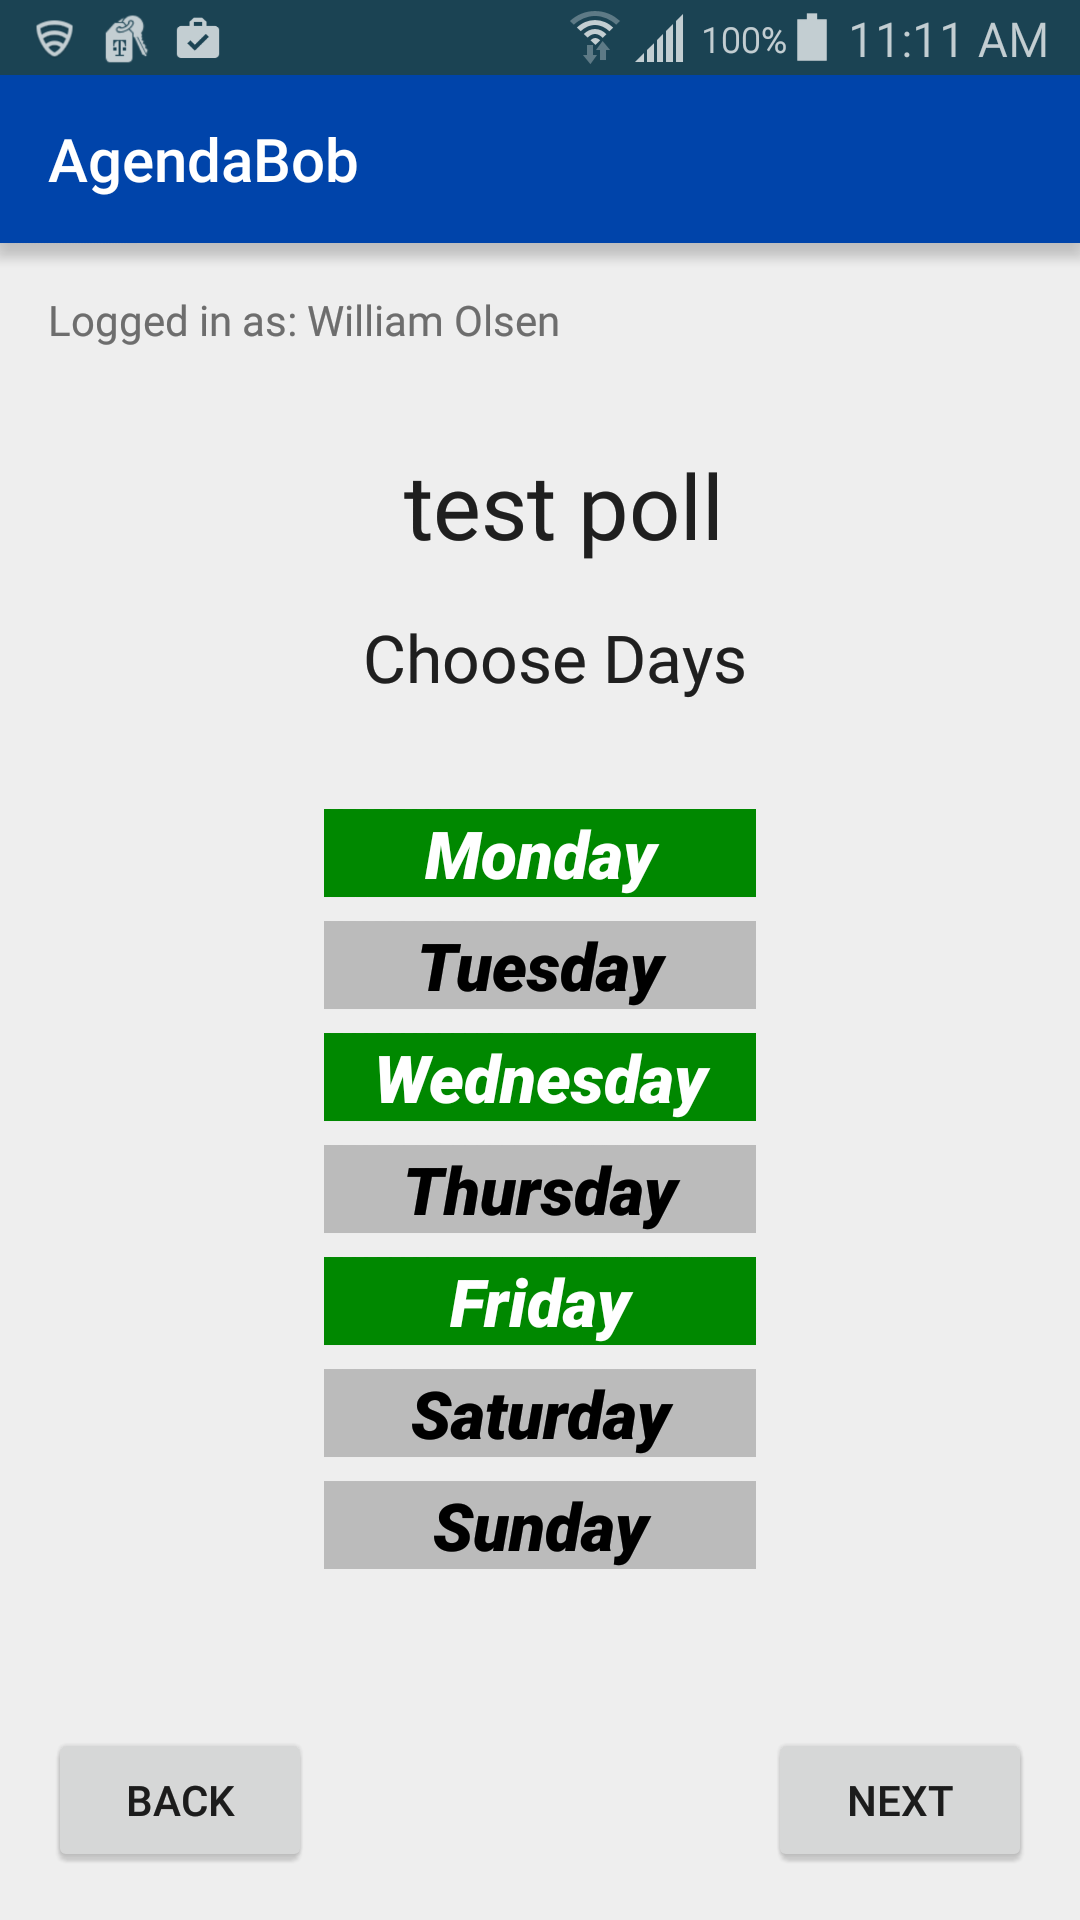 100% 11:11 AM
AgendaBob
Logged in as: William Olsen
test poll
Choose Days
Monday
Tuesday
Wednesday
Thursday
Friday
Saturday
Sunday
BACK NEXT